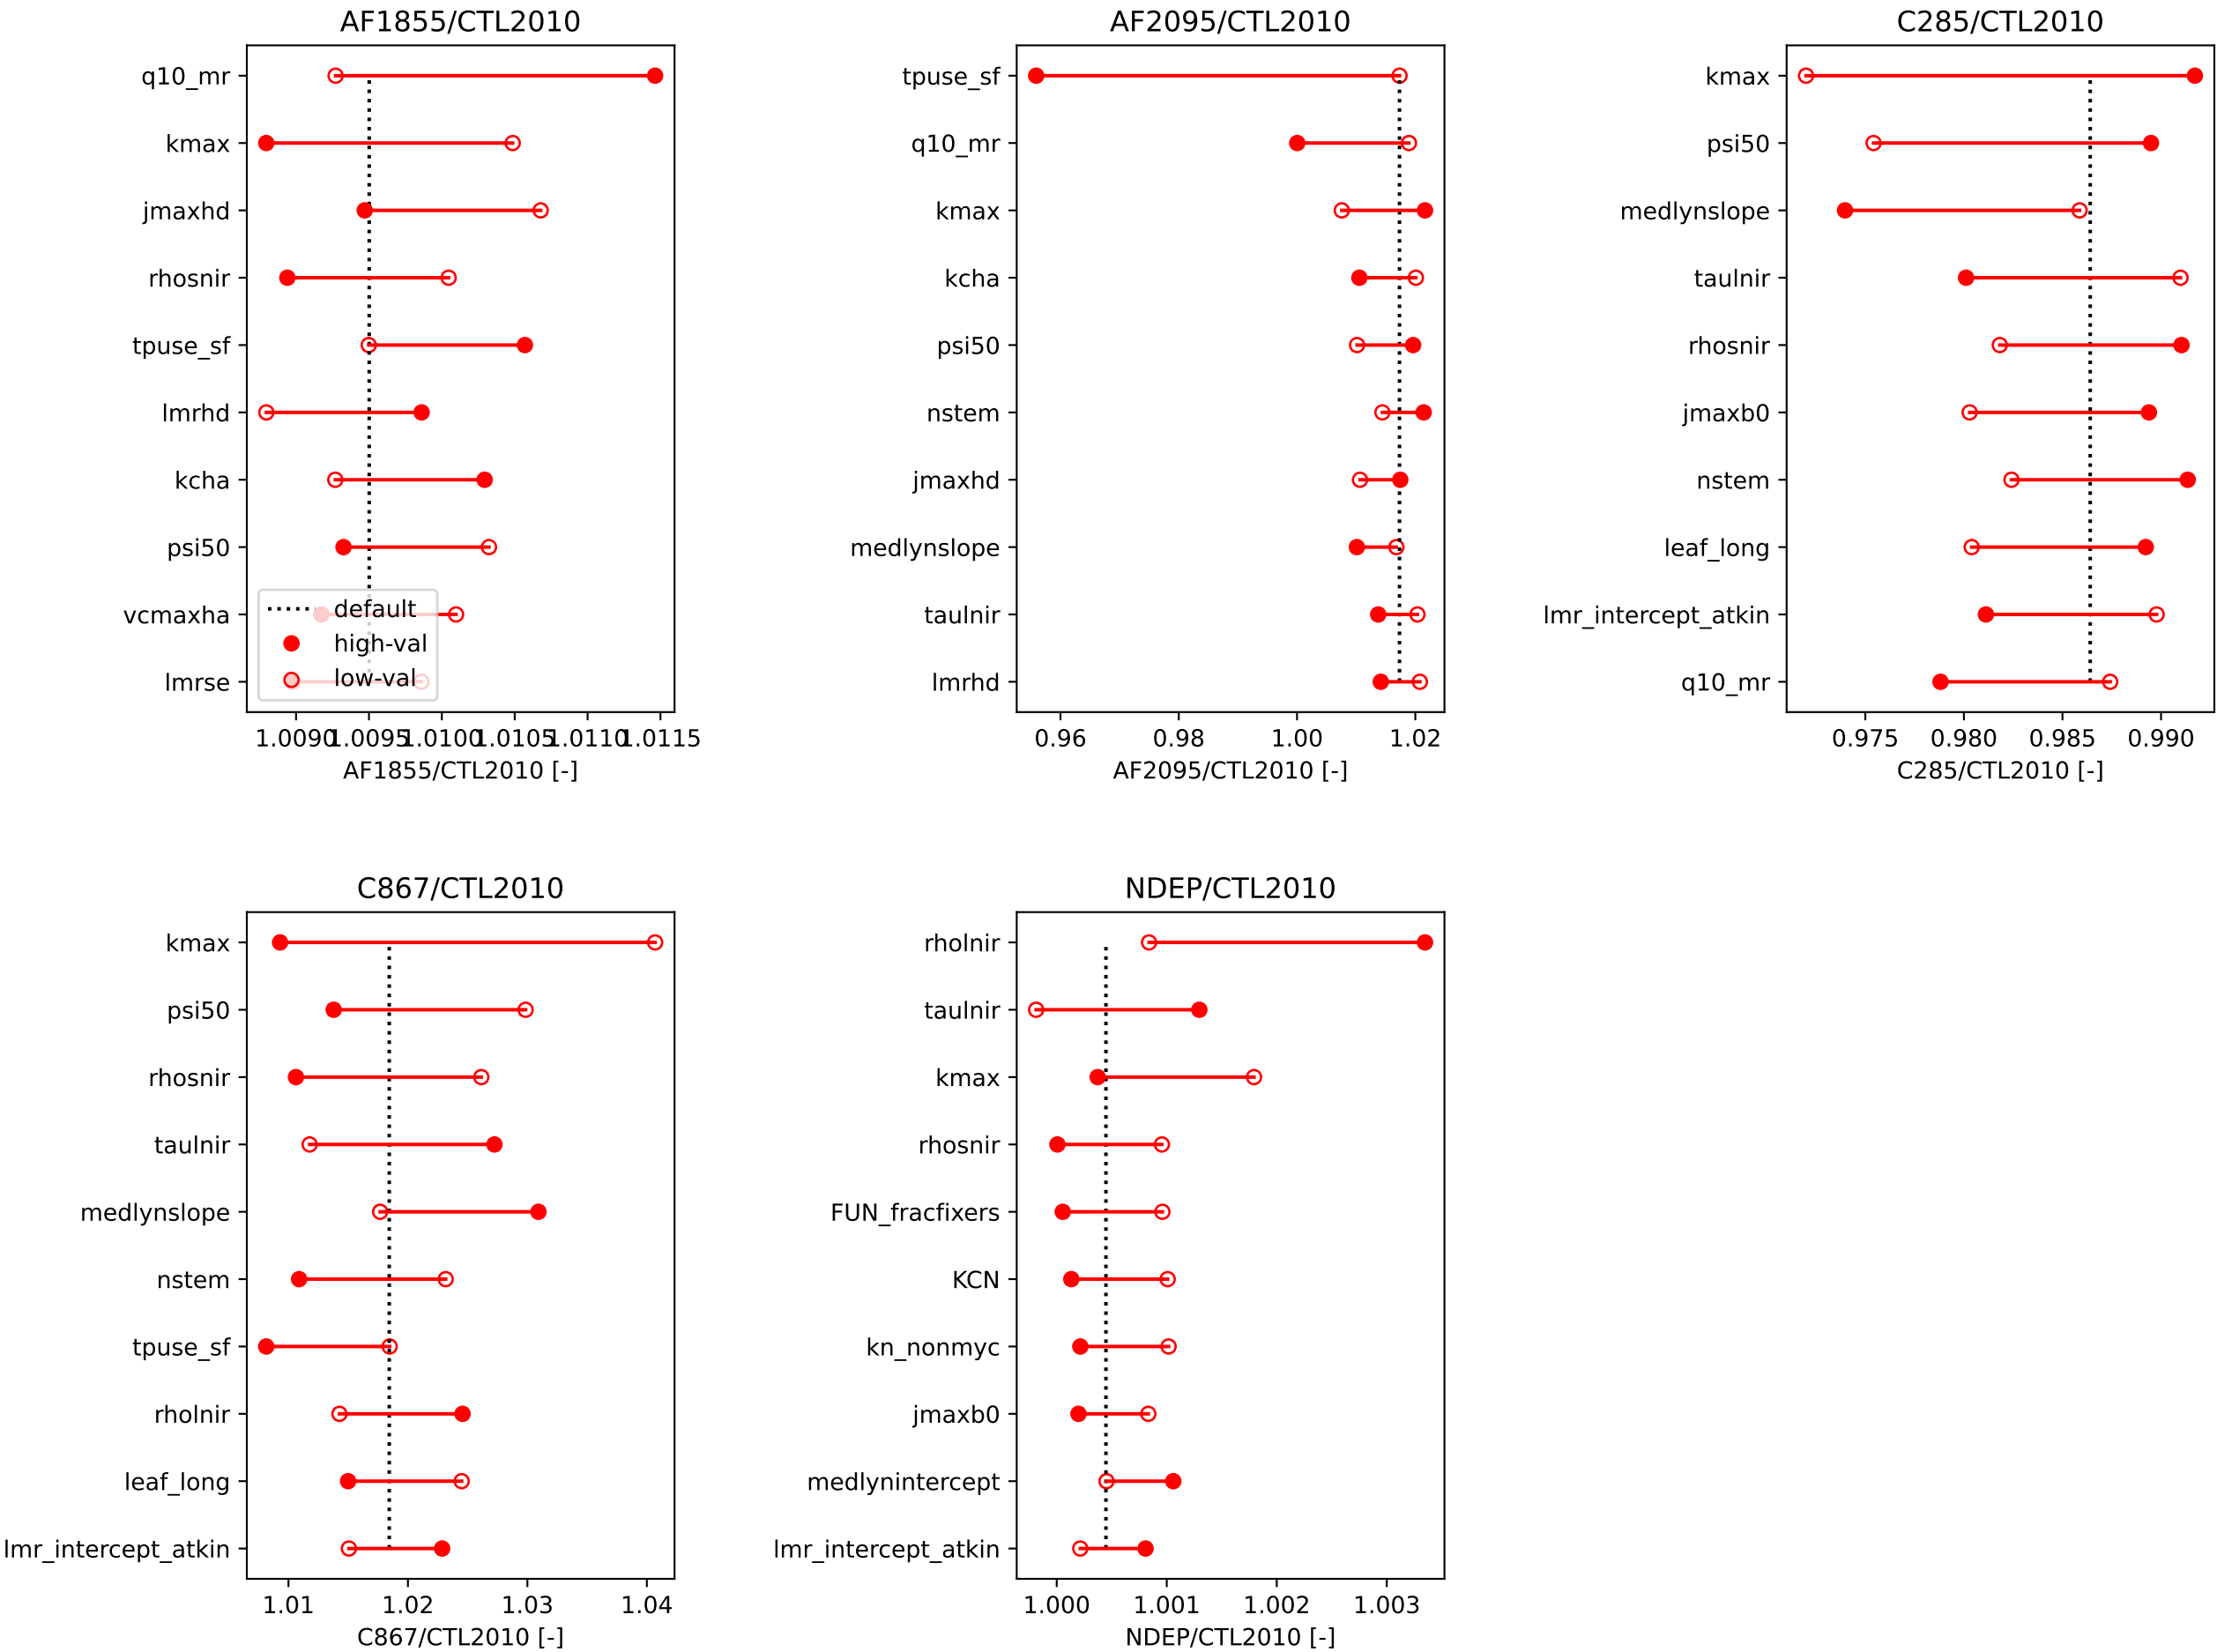 AF1855/CTL2010
q10_mr
kmax
jmaxhd
rhosnir
tpuse_sf
lmrhd
kcha
psi50
vcmaxha
lmrse
default
high-val
low-val
1.0090 1.0095 1.0100 1.0105 1.0110 1.0115
AF1855/CTL2010 [-]
AF2095/CTL2010
tpuse_sf
q10_mr
kmax
kcha
psi50
nstem
jmaxhd
medlynslope
taulnir
lmrhd
0.96 0.98 1.00 1.02
AF2095/CTL2010 [-]
C285/CTL2010
kmax
psi50
medlynslope
taulnir
rhosnir
jmaxb0
nstem
leaf_long
lmr_intercept_atkin
q10_mr
0.975 0.980 0.985 0.990
C285/CTL2010 [-]
C867/CTL2010
kmax
psi50
rhosnir
taulnir
medlynslope
nstem
tpuse_sf
rholnir
leaf_long
lmr_intercept_atkin
1.01 1.02 1.03 1.04
C867/CTL2010 [-]
NDEP/CTL2010
rholnir
taulnir
kmax
rhosnir
FUN_fracfixers
KCN
kn_nonmyc
jmaxb0
medlynintercept
lmr_intercept_atkin
1.000 1.001 1.002 1.003
NDEP/CTL2010 [-]